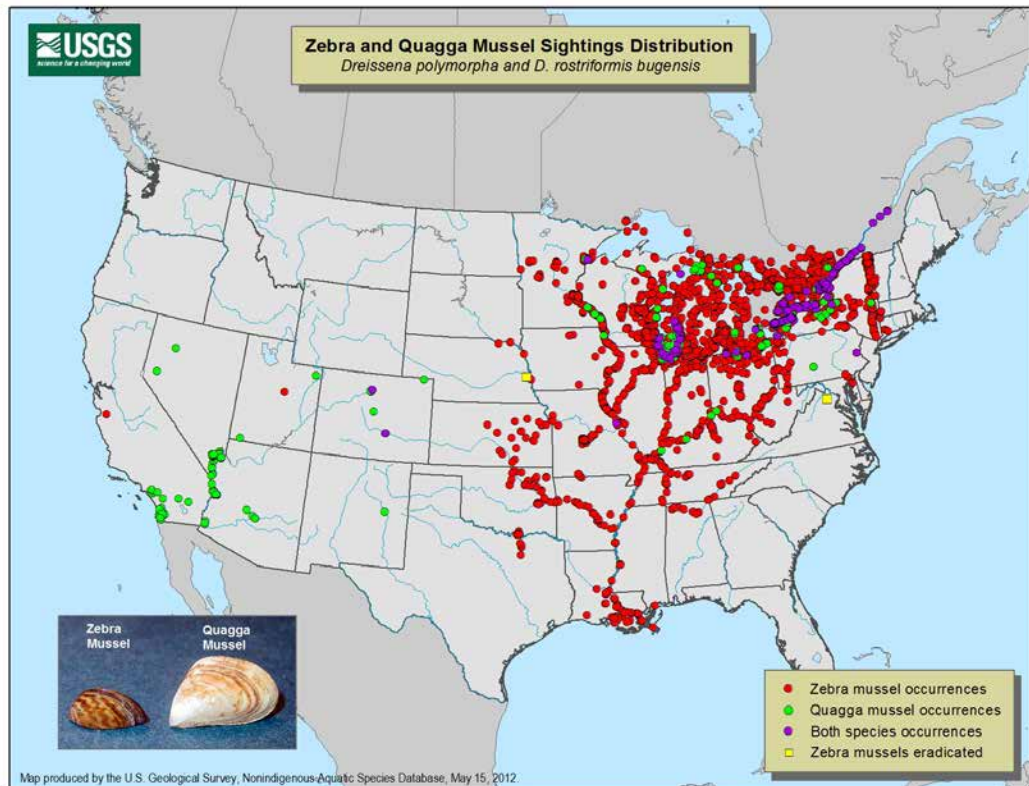 USGS
science for a changing world
Zebra and Quagga Mussel Sightings Distribution
Dreissena polymorpha and D. rostriformis bugensis
Zebra
Mussel
Quagga
Mussel
Zebra mussel occurrences
Quagga mussel occurrences
Both species occurrences
Zebra mussels eradicated
Map produced by the U.S. Geological Survey, Nonindigenous Aquatic Species Database, May 15, 2012.